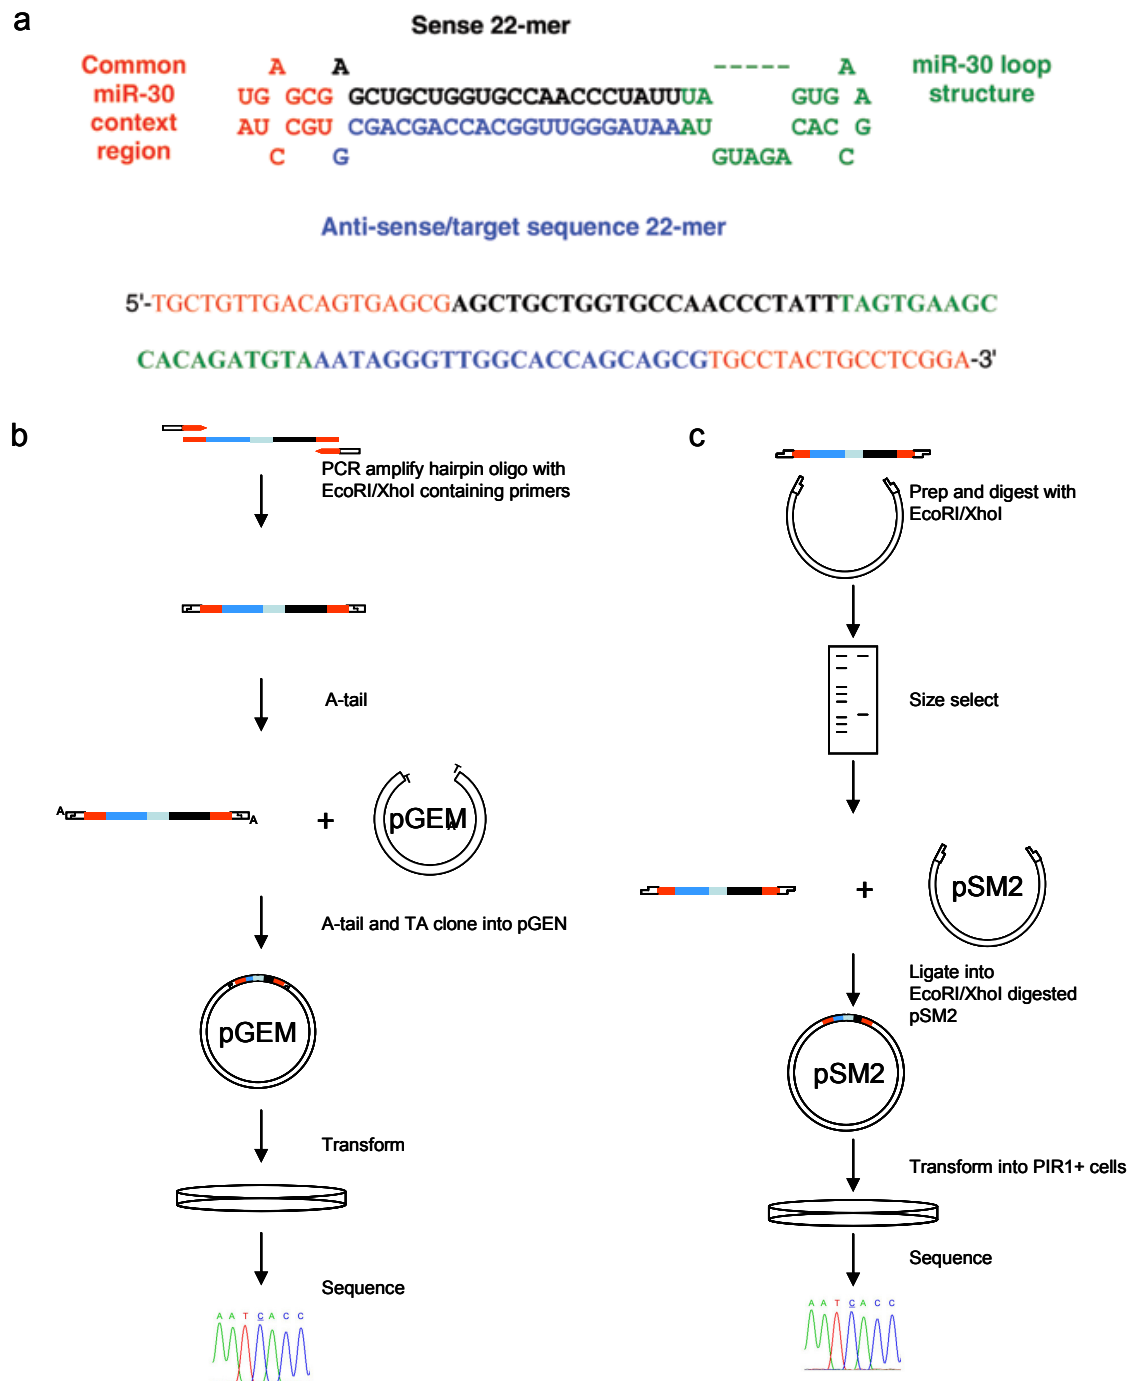 a
Sense 22-mer
Common miR-30 context region
A A ----- A
UG GCG GCUGCUGGUGCCAACCCUAUUUA GUG A
AU CGU CGACGACCACGGUUGGGAUAAAU CAC G
C G GUAGA C
miR-30 loop structure
Anti-sense/target sequence 22-mer
5'-TGCTGTTGACAGTGAGCGAGCTGCTGGTGCCAACCCTATTTAGTGAAGC
CACAGATGTAAATAGGGTTGGCACCAGCAGCGTGCCTACTGCCTCGGA-3'
b
PCR amplify hairpin oligo with
EcoRI/XhoI containing primers
A-tail
A A
+
T T
pGEM
A
A-tail and TA clone into pGEN
pGEM
Transform
Sequence
A A T C A C C
c
Prep and digest with
EcoRI/XhoI
Size select
+
pSM2
Ligate into
EcoRI/XhoI digested
pSM2
pSM2
Transform into PIR1+ cells
Sequence
A A T C A C C